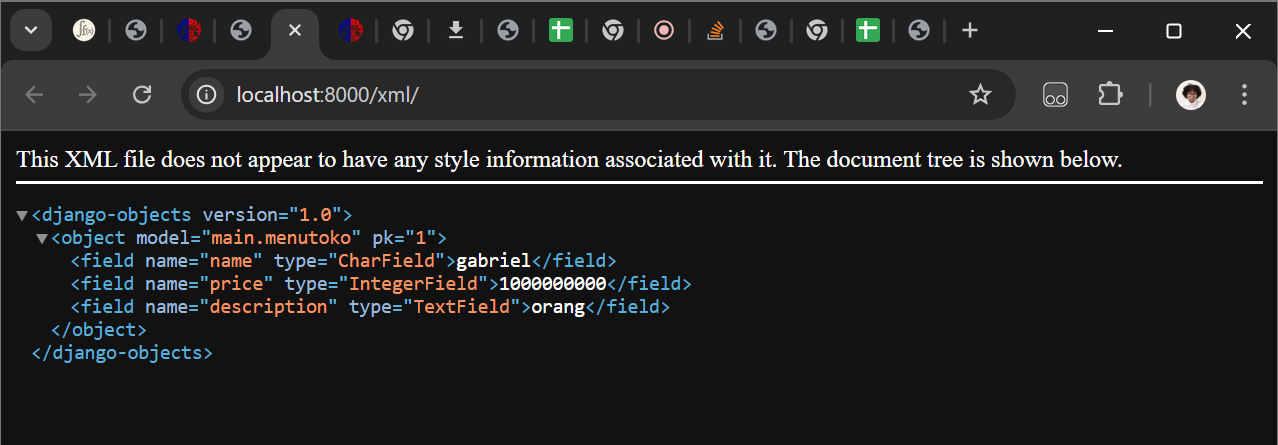 localhost:8000/xml/
This XML file does not appear to have any style information associated with it. The document tree is shown below.
<django-objects version="1.0">
<object model="main.menutoko" pk="1">
<field name="name" type="CharField">gabriel</field>
<field name="price" type="IntegerField">1000000000</field>
<field name="description" type="TextField">orang</field>
</object>
</django-objects>